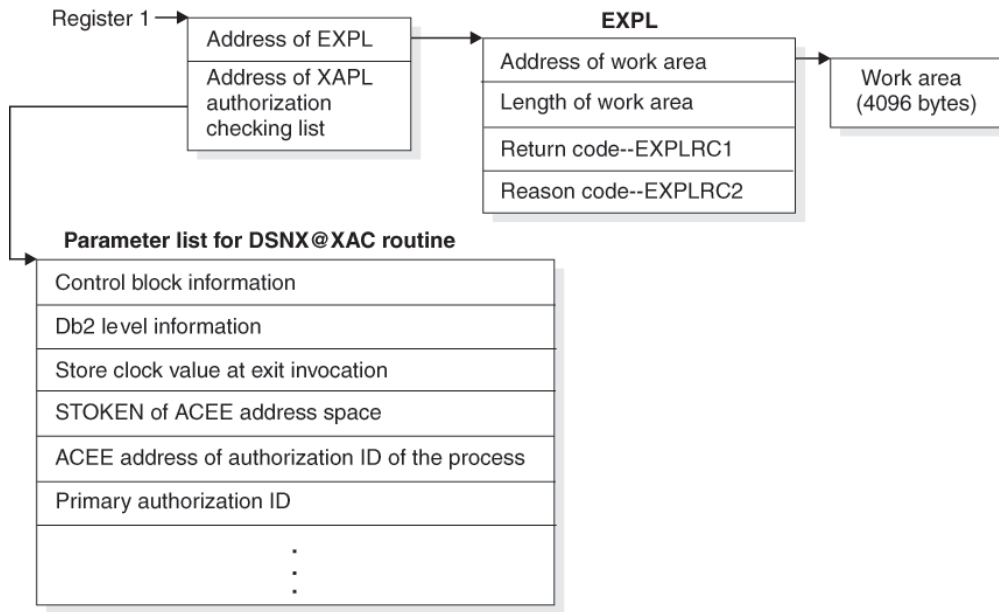 Register 1
Address of EXPL
Address of XAPL
authorization
checking list
EXPL
Address of work area
Length of work area
Return code--EXPLRC1
Reason code--EXPLRC2
Work area
(4096 bytes)
Parameter list for DSNX@XAC routine
Control block information
Db2 level information
Store clock value at exit invocation
STOKEN of ACEE address space
ACEE address of authorization ID of the process
Primary authorization ID
.
.
.